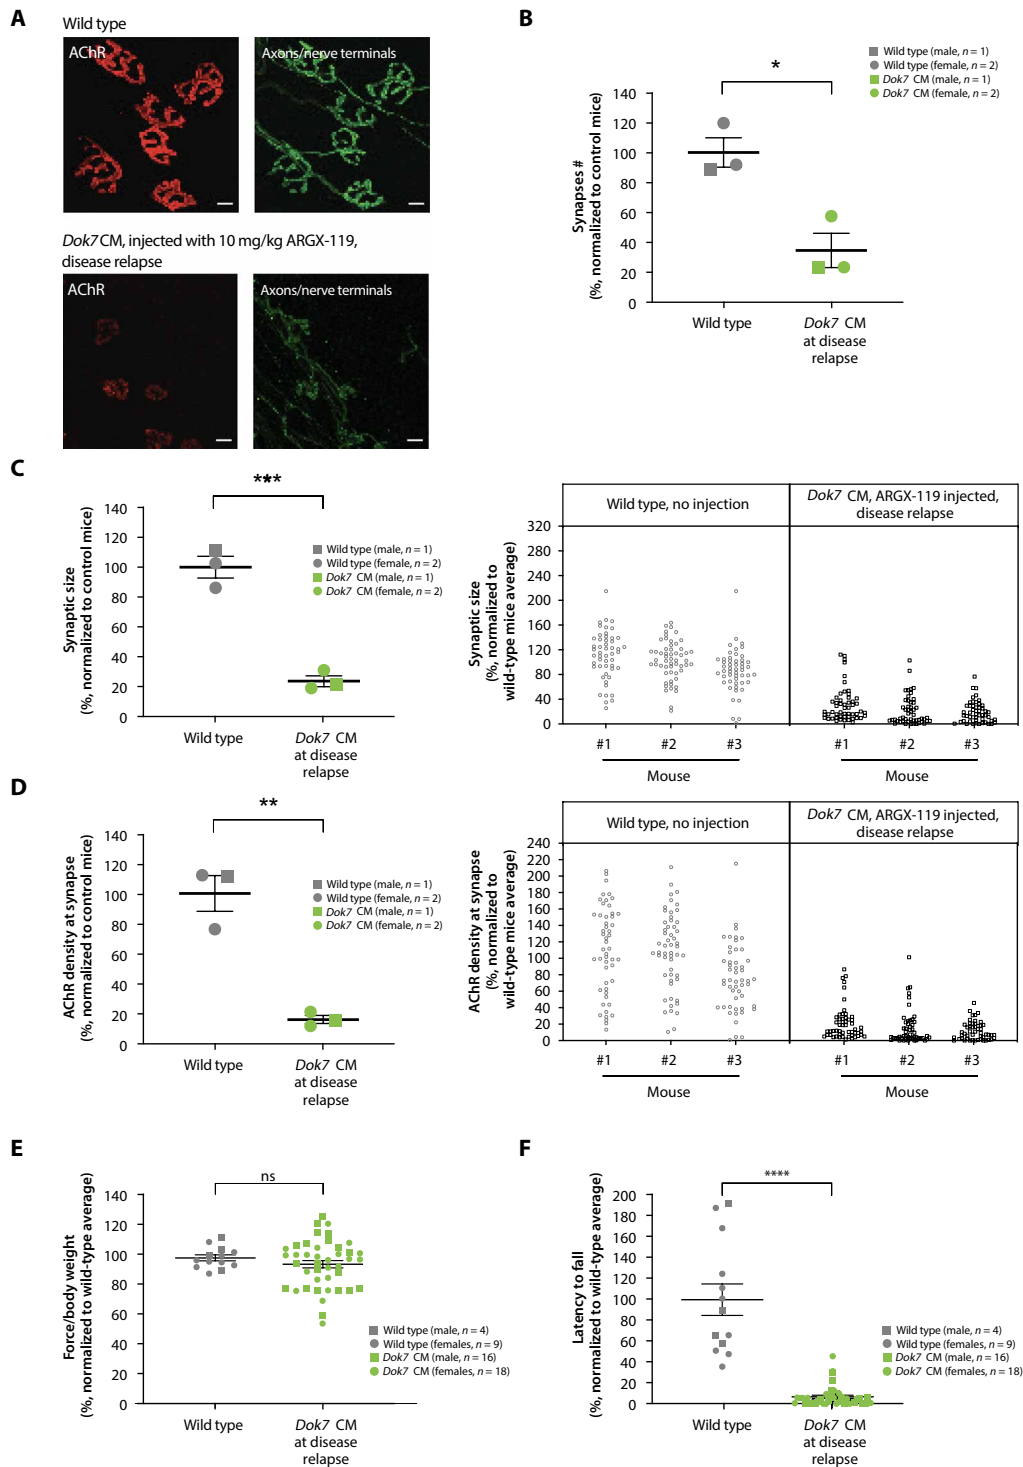 A
Wild type
AChR
Axons/nerve terminals
Dok7 CM, injected with 10 mg/kg ARGX-119,
disease relapse
AChR
Axons/nerve terminals
B
Wild type (male, n = 1)
Wild type (female, n = 2)
Dok7 CM (male, n = 1)
Dok7 CM (female, n = 2)
*
Synapses #
(%, normalized to control mice)
140
120
100
80
60
40
20
0
Wild type
Dok7 CM
at disease
relapse
C
***
Synaptic size
(%, normalized to control mice)
140
120
100
80
60
40
20
0
Wild type (male, n = 1)
Wild type (female, n = 2)
Dok7 CM (male, n = 1)
Dok7 CM (female, n = 2)
Wild type
Dok7 CM
at disease
relapse
Wild type, no injection
Dok7 CM, ARGX-119 injected,
disease relapse
Synaptic size
(%, normalized to
wild-type mice average)
320
280
240
200
160
120
80
40
0
#1
#2
#3
#1
#2
#3
Mouse
Mouse
D
**
AChR density at synapse
(%, normalized to control mice)
140
120
100
80
60
40
20
0
Wild type (male, n = 1)
Wild type (female, n = 2)
Dok7 CM (male, n = 1)
Dok7 CM (female, n = 2)
Wild type
Dok7 CM
at disease
relapse
Wild type, no injection
Dok7 CM, ARGX-119 injected,
disease relapse
AChR density at synapse
(%, normalized to
wild-type mice average)
240
220
200
180
160
140
120
100
80
60
40
20
0
#1
#2
#3
#1
#2
#3
Mouse
Mouse
E
ns
Force/body weight
(%, normalized to wild-type average)
140
120
100
80
60
40
20
0
Wild type (male, n = 4)
Wild type (females, n = 9)
Dok7 CM (male, n = 16)
Dok7 CM (females, n = 18)
Wild type
Dok7 CM
at disease
relapse
F
****
Latency to fall
(%, normalized to wild-type average)
200
180
160
140
120
100
80
60
40
20
0
Wild type (male, n = 4)
Wild type (females, n = 9)
Dok7 CM (male, n = 16)
Dok7 CM (females, n = 18)
Wild type
Dok7 CM
at disease
relapse